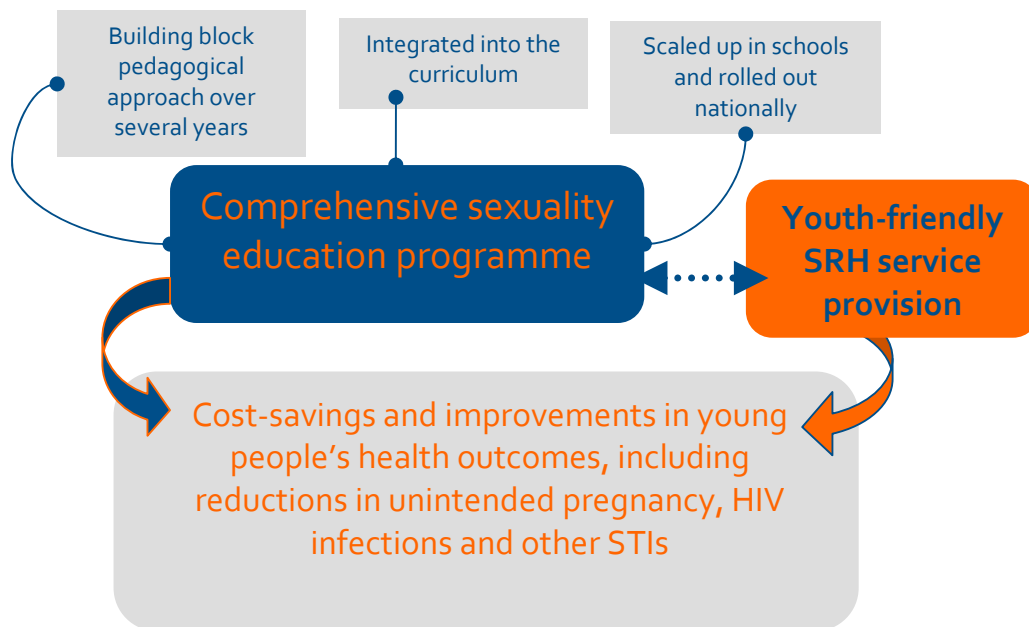 Building block
pedagogical
approach over
several years
Integrated into the
curriculum
Scaled up in schools
and rolled out
nationally
Comprehensive sexuality
education programme
Youth-friendly
SRH service
provision
Cost-savings and improvements in young
people’s health outcomes, including
reductions in unintended pregnancy, HIV
infections and other STIs